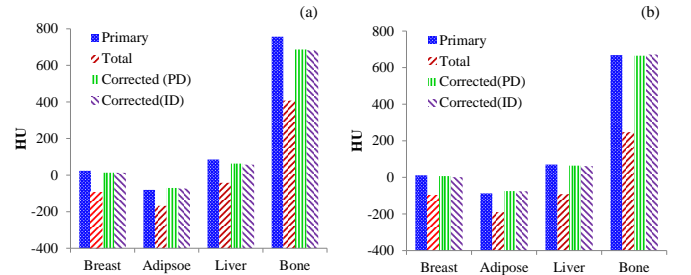 (a)
Primary
Total
Corrected (PD)
Corrected(ID)
HU
800
600
400
200
0
-200
-400
Breast Adipsoe Liver Bone
(b)
Primary
Total
Corrected (PD)
Corrected(ID)
HU
800
600
400
200
0
-200
-400
Breast Adipose Liver Bone